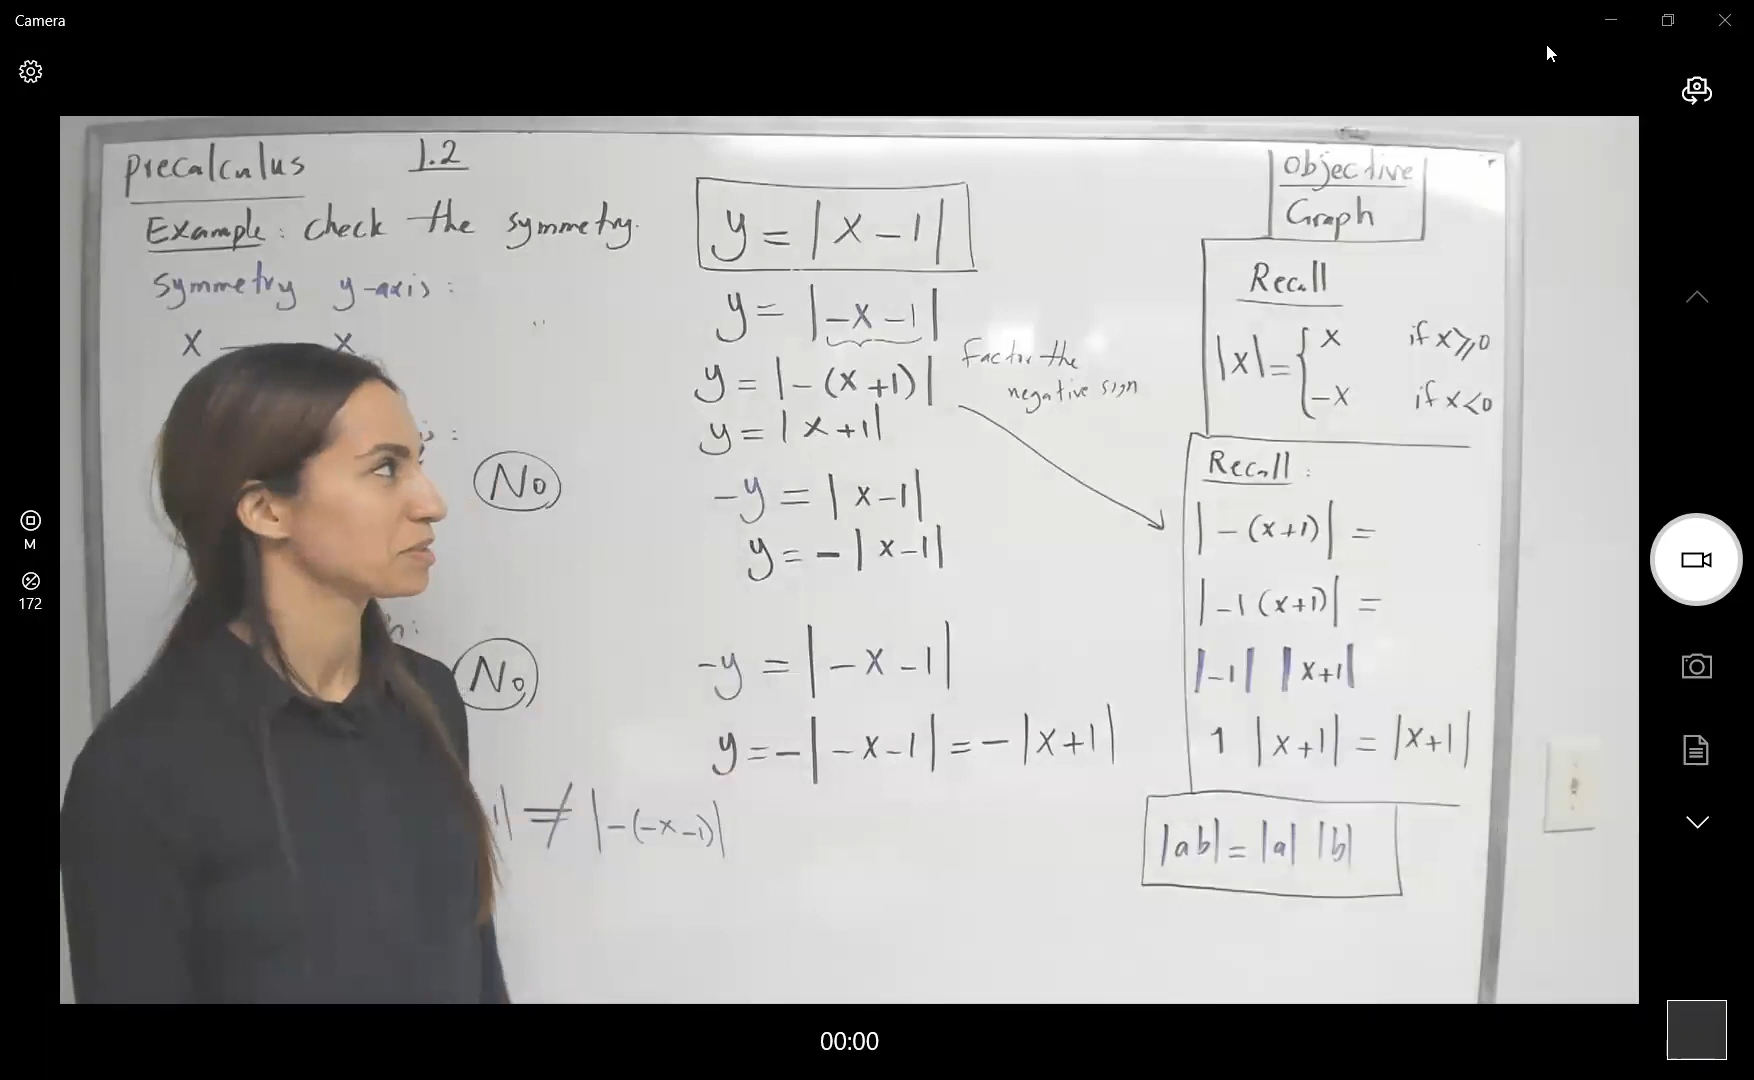 Camera
precalculus 1.2
Example: check the symmetry.
symmetry y-axis:
x x
No
No
y = |x-1|
y = |-x-1|
y = |-(x+1)|
factor the
negative sign
y = |x+1|
-y = |x-1|
y = -|x-1|
-y = |-x-1|
y = -|-x-1| = -|x+1|
≠ |-(-x-1)|
Objective
Graph
Recall
|x| = { x if x⩾0
-x if x<0
Recall:
|-(x+1)| =
|-1(x+1)| =
|-1| |x+1|
1 |x+1| = |x+1|
|ab| = |a| |b|
M
172
00:00